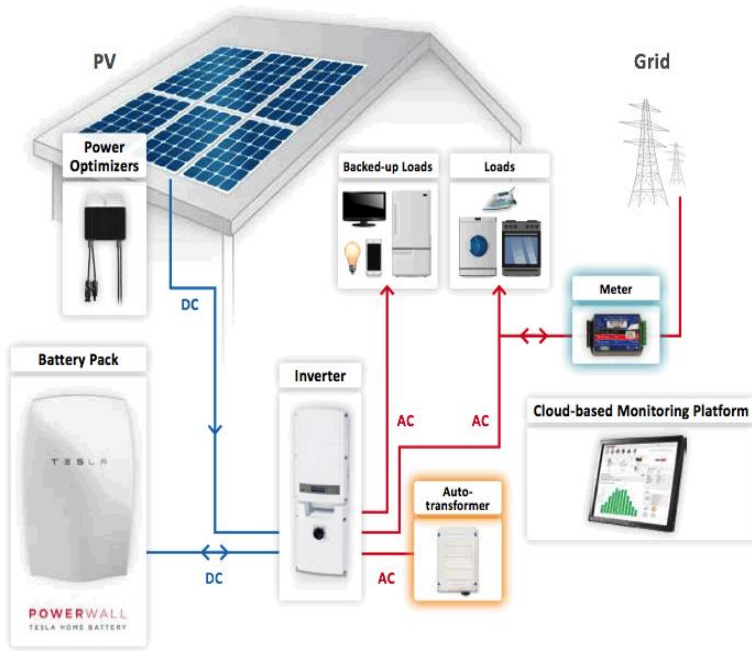 PV
Grid
Power
Optimizers
Backed-up Loads
Loads
DC
Meter
Battery Pack
Inverter
AC
AC
Cloud-based Monitoring Platform
TESLA
Auto-
transformer
DC
AC
POWERWALL
TESLA HOME BATTERY